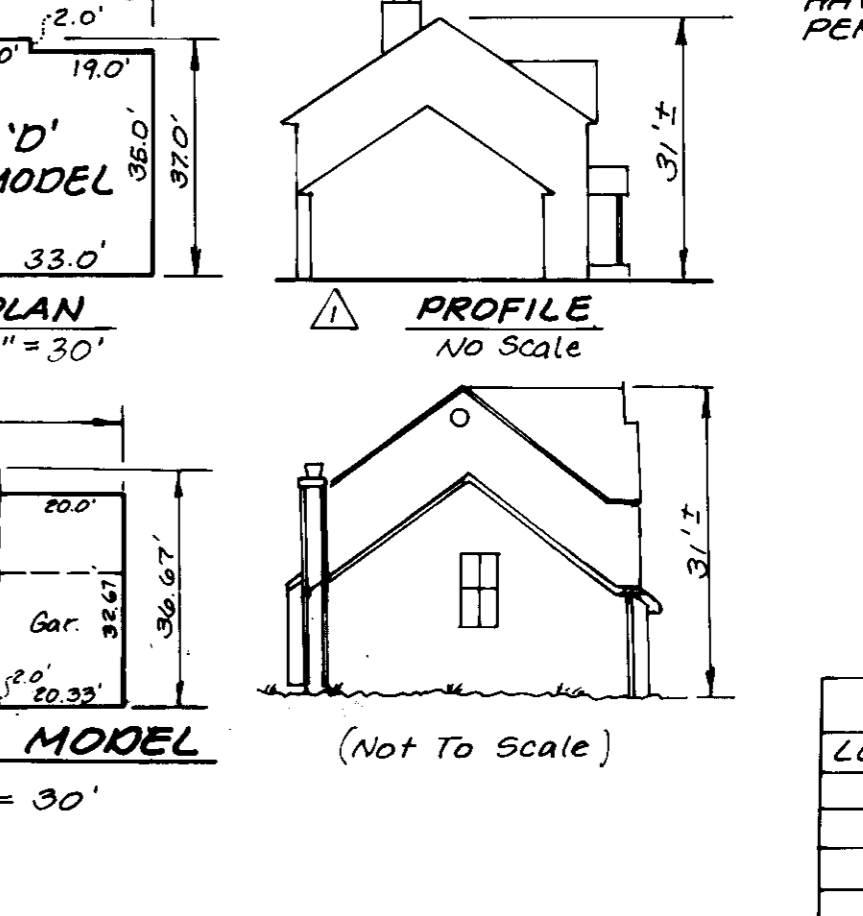 2.0'
19.0'
'D'
MODEL
35.0'
37.0'
33.0'
PLAN
" = 30'
31'±
1
PROFILE
No Scale
20.0'
Gar.
32.67
36.67'
2.0'
20.33'
MODEL
= 30'
31'±
(Not To Scale)